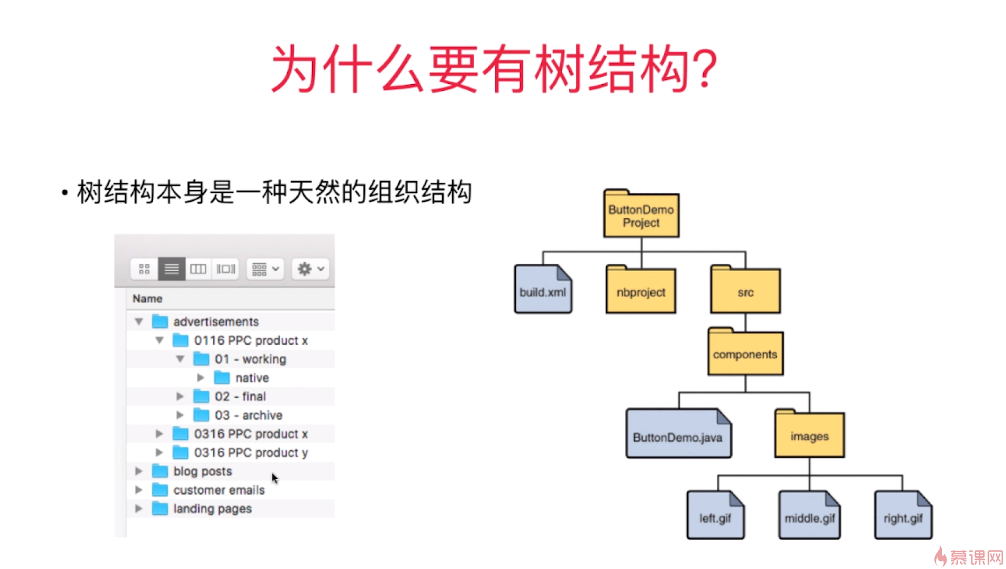 为什么要有树结构?
• 树结构本身是一种天然的组织结构
Name
advertisements
0116 PPC product x
01 - working
native
02 - final
03 - archive
0316 PPC product x
0316 PPC product y
blog posts
customer emails
landing pages
ButtonDemo
Project
build.xml
nbproject
src
components
ButtonDemo.java
images
left.gif
middle.gif
right.gif
慕课网